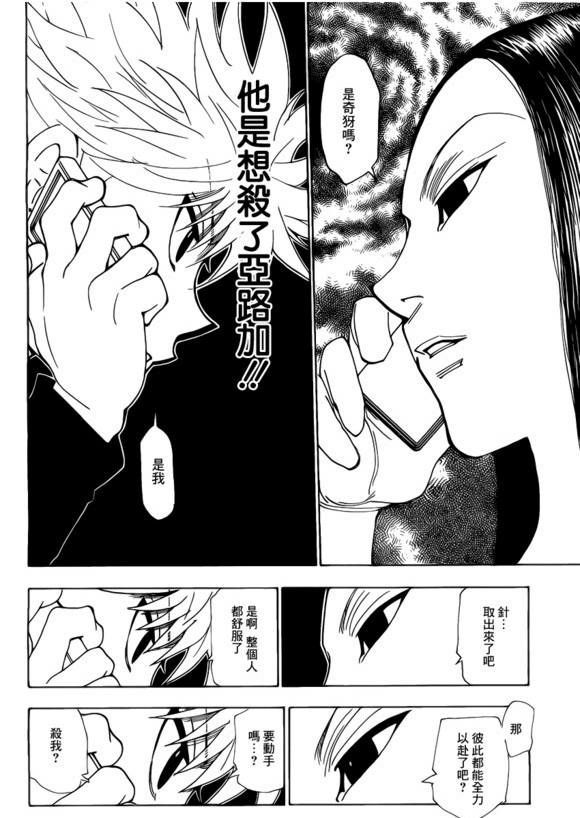 是奇犽嗎?
他是想殺了亞路加!!
是我
針…
取出來了吧
是啊 整個人
都舒服了
那
彼此都能全力
以赴了吧?
要動手
嗎…?
殺我?